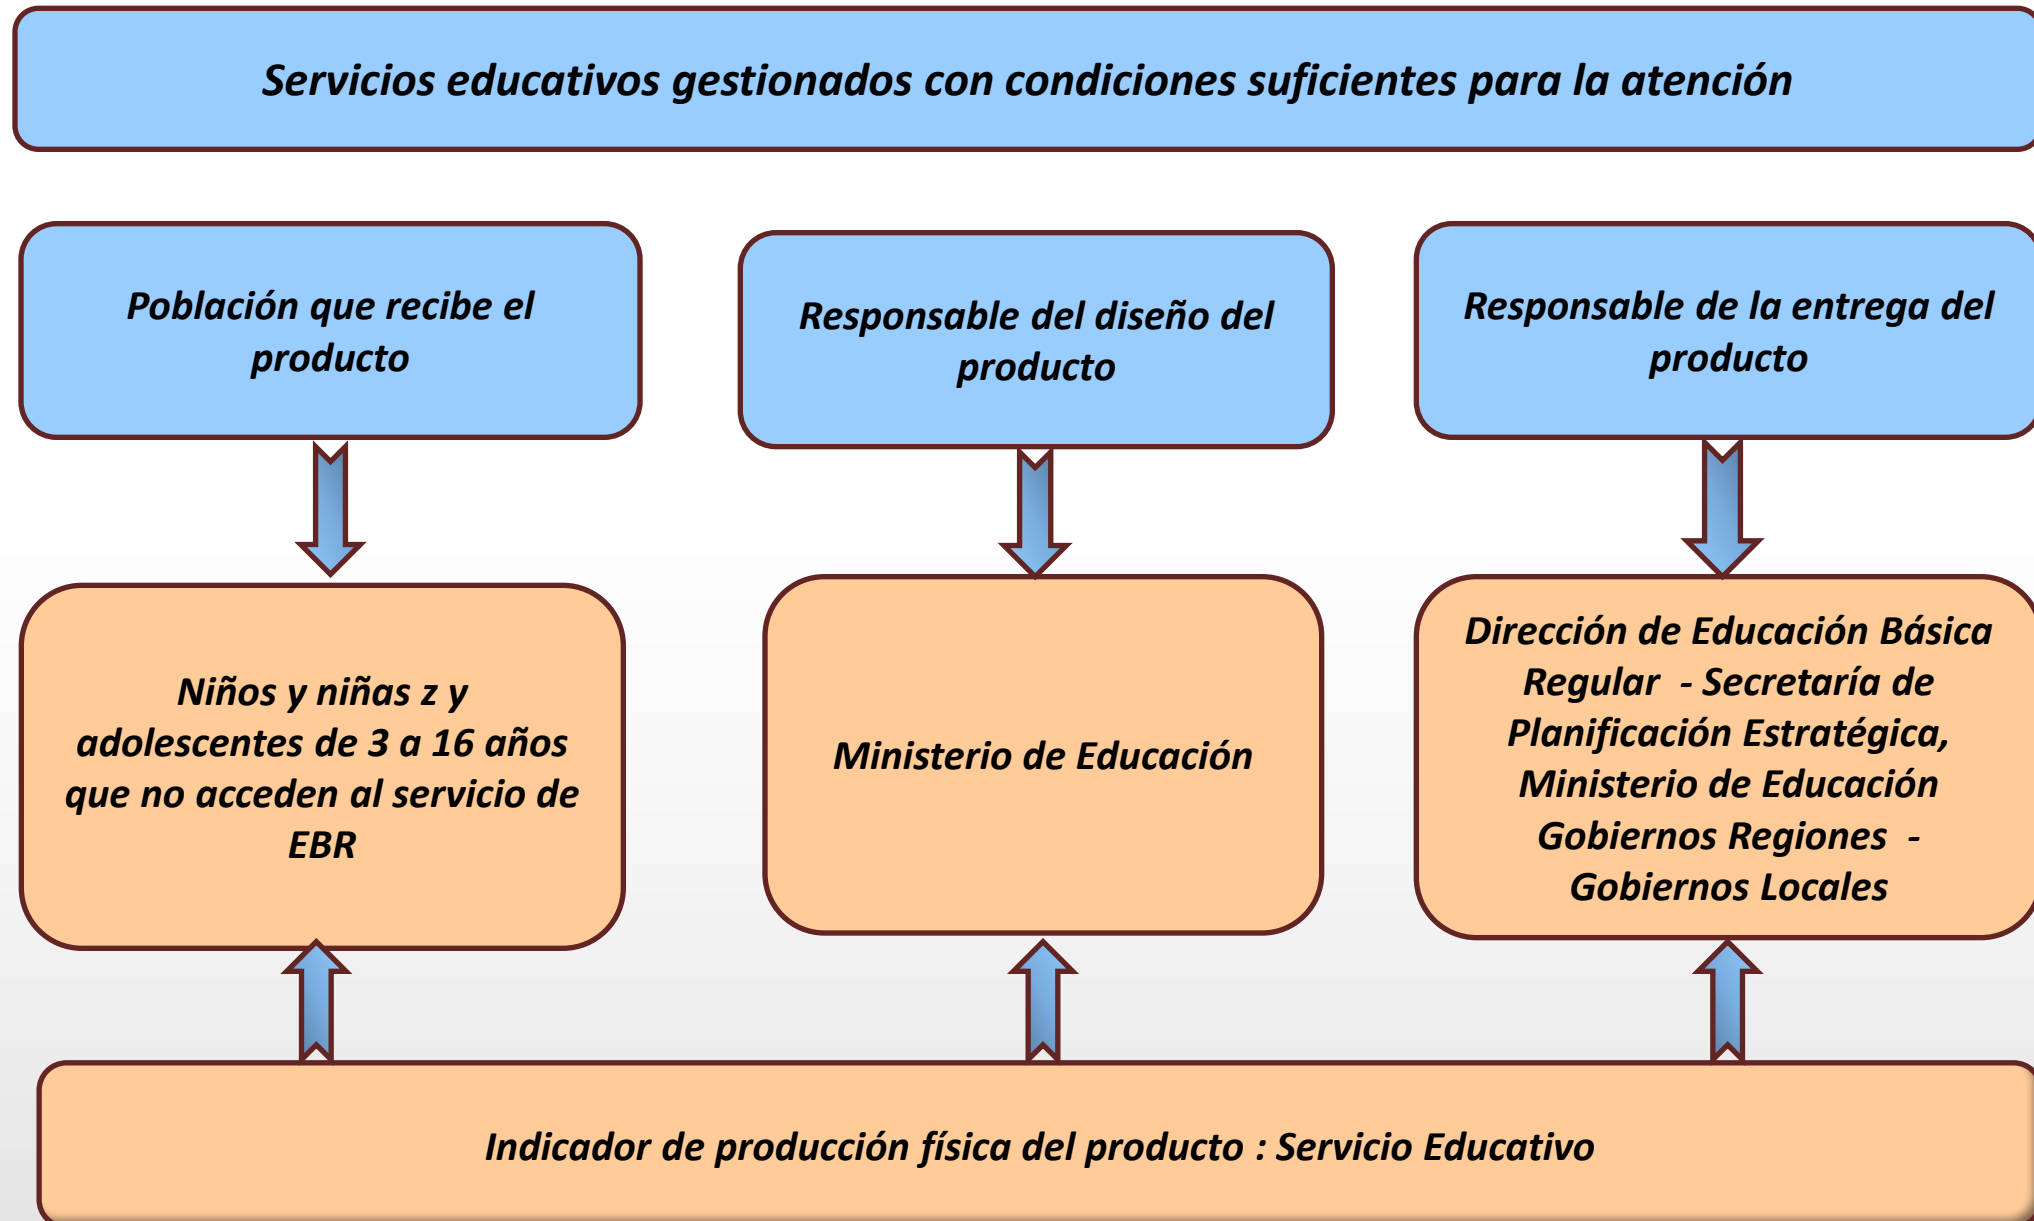 Servicios educativos gestionados con condiciones suficientes para la atención
Población que recibe el
producto
Responsable del diseño del
producto
Responsable de la entrega del
producto
Niños y niñas z y
adolescentes de 3 a 16 años
que no acceden al servicio de
EBR
Ministerio de Educación
Dirección de Educación Básica
Regular  - Secretaría de
Planificación Estratégica,
Ministerio de Educación
Gobiernos Regiones  -
Gobiernos Locales
Indicador de producción física del producto : Servicio Educativo